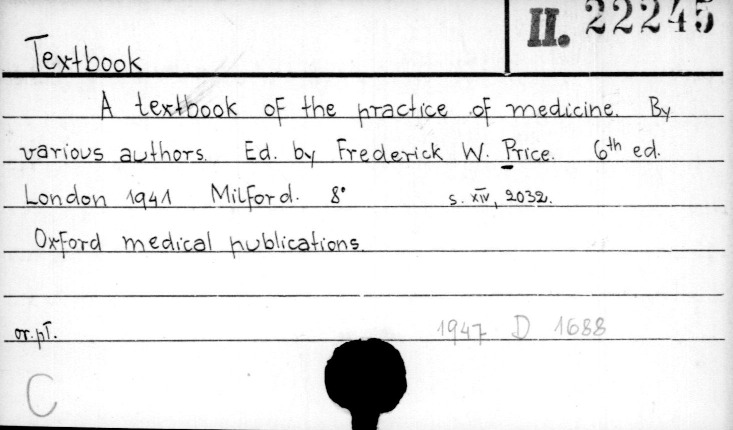 II. 22245
Textbook
A textbook of the practice of medicine. By
various authors. Ed. by Frederick W. Price. 6th ed.
London 1941 Milford. 8°  s. XIV, 2032.
Oxford medical publications.
or. pT. 1947 D 1688
C